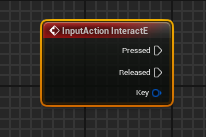 InputAction InteractE
Pressed
Released
Key